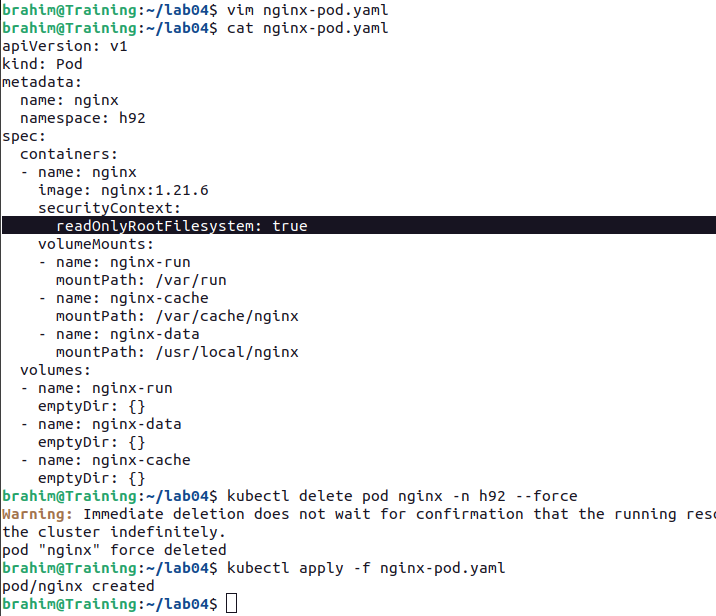 brahim@Training:~/lab04$ vim nginx-pod.yaml
brahim@Training:~/lab04$ cat nginx-pod.yaml
apiVersion: v1
kind: Pod
metadata:
  name: nginx
  namespace: h92
spec:
  containers:
  - name: nginx
    image: nginx:1.21.6
    securityContext:
      readOnlyRootFilesystem: true
    volumeMounts:
    - name: nginx-run
      mountPath: /var/run
    - name: nginx-cache
      mountPath: /var/cache/nginx
    - name: nginx-data
      mountPath: /usr/local/nginx
  volumes:
  - name: nginx-run
    emptyDir: {}
  - name: nginx-data
    emptyDir: {}
  - name: nginx-cache
    emptyDir: {}
brahim@Training:~/lab04$ kubectl delete pod nginx -n h92 --force
Warning: Immediate deletion does not wait for confirmation that the running reso
the cluster indefinitely.
pod "nginx" force deleted
brahim@Training:~/lab04$ kubectl apply -f nginx-pod.yaml
pod/nginx created
brahim@Training:~/lab04$